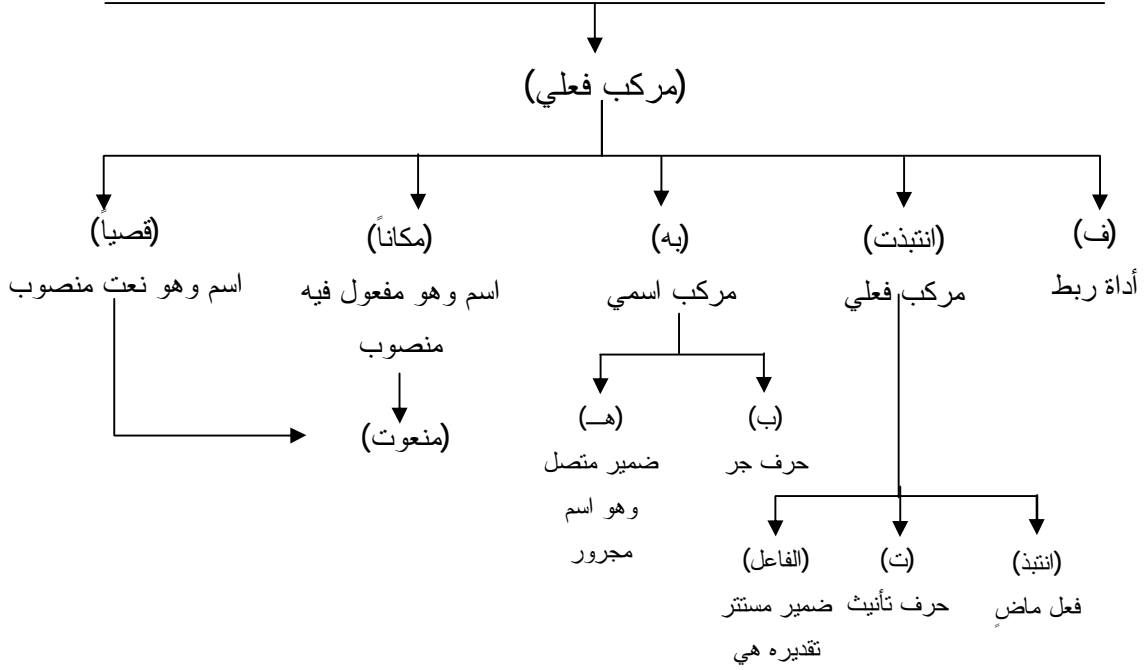 (مركب فعلي)
(ف) (انتبذت) (به) (مكاناً) (قصياً)
أداة ربط مركب فعلي مركب اسمي اسم وهو مفعول فيه اسم وهو نعت منصوب
منصوب
(ب) (هـ)
(منعوت)
حرف جر ضمير متصل
وهو اسم
مجرور
(انتبذ) (ت) (الفاعل)
فعل ماضٍ حرف تأنيث ضمير مستتر
تقديره هي